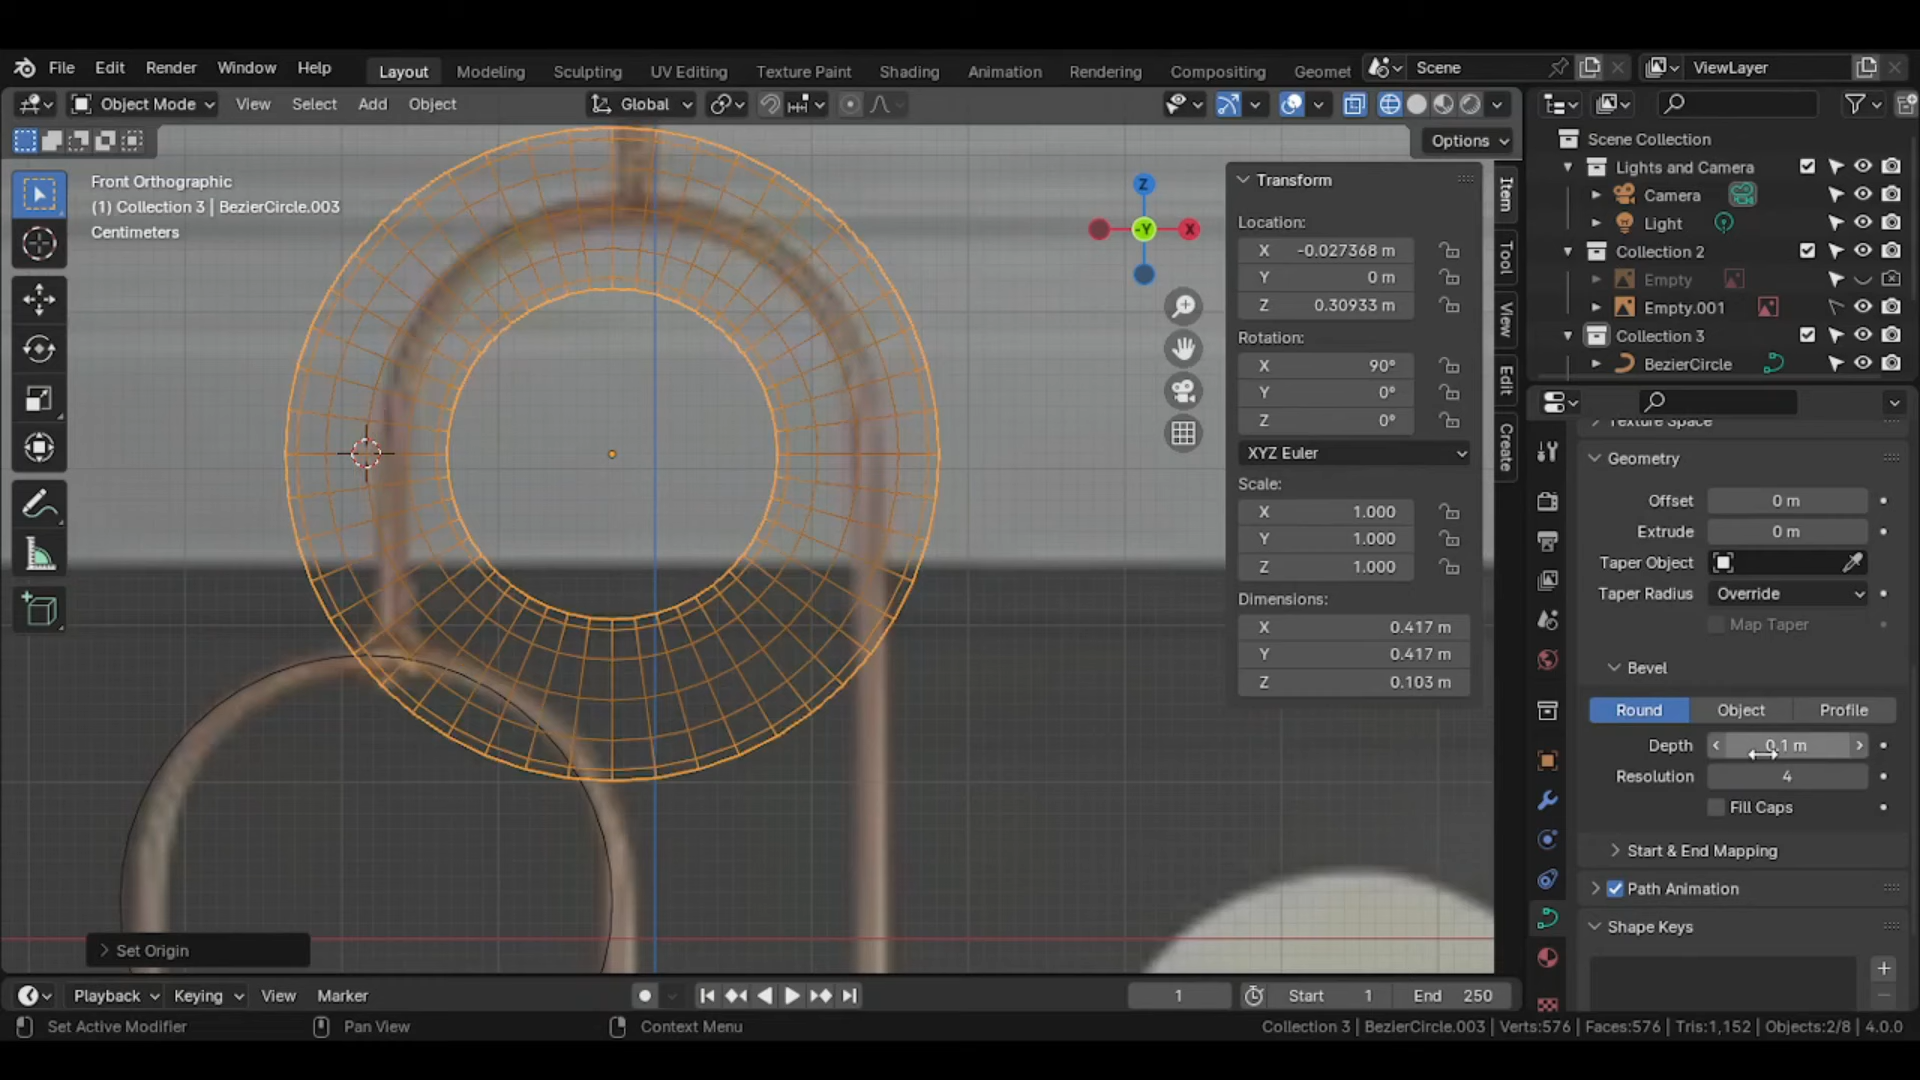 File Edit Render Window Help Layout Modeling Sculpting UV Editing Texture Paint Shading Animation Rendering Compositing Geomet Scene ViewLayer
Object Mode View Select Add Object Global
Options
Front Orthographic
(1) Collection 3 | BezierCircle.003
Centimeters
Z
-Y
X
Transform
Location:
X -0.027368 m
Y 0 m
Z 0.30933 m
Rotation:
X 90°
Y 0°
Z 0°
XYZ Euler
Scale:
X 1.000
Y 1.000
Z 1.000
Dimensions:
X 0.417 m
Y 0.417 m
Z 0.103 m
Item
Tool
View
Edit
Create
Scene Collection
Lights and Camera
Camera
Light
Collection 2
Empty
Empty.001
Collection 3
BezierCircle
Texture Space
Geometry
Offset 0 m
Extrude 0 m
Taper Object
Taper Radius Override
Map Taper
Bevel
Round Object Profile
Depth 0.1 m
Resolution 4
Fill Caps
Start & End Mapping
Path Animation
Shape Keys
Set Origin
Playback Keying View Marker 1 Start 1 End 250
Set Active Modifier Pan View Context Menu Collection 3 | BezierCircle.003 | Verts:576 | Faces:576 | Tris:1,152 | Objects:2/8 | 4.0.0